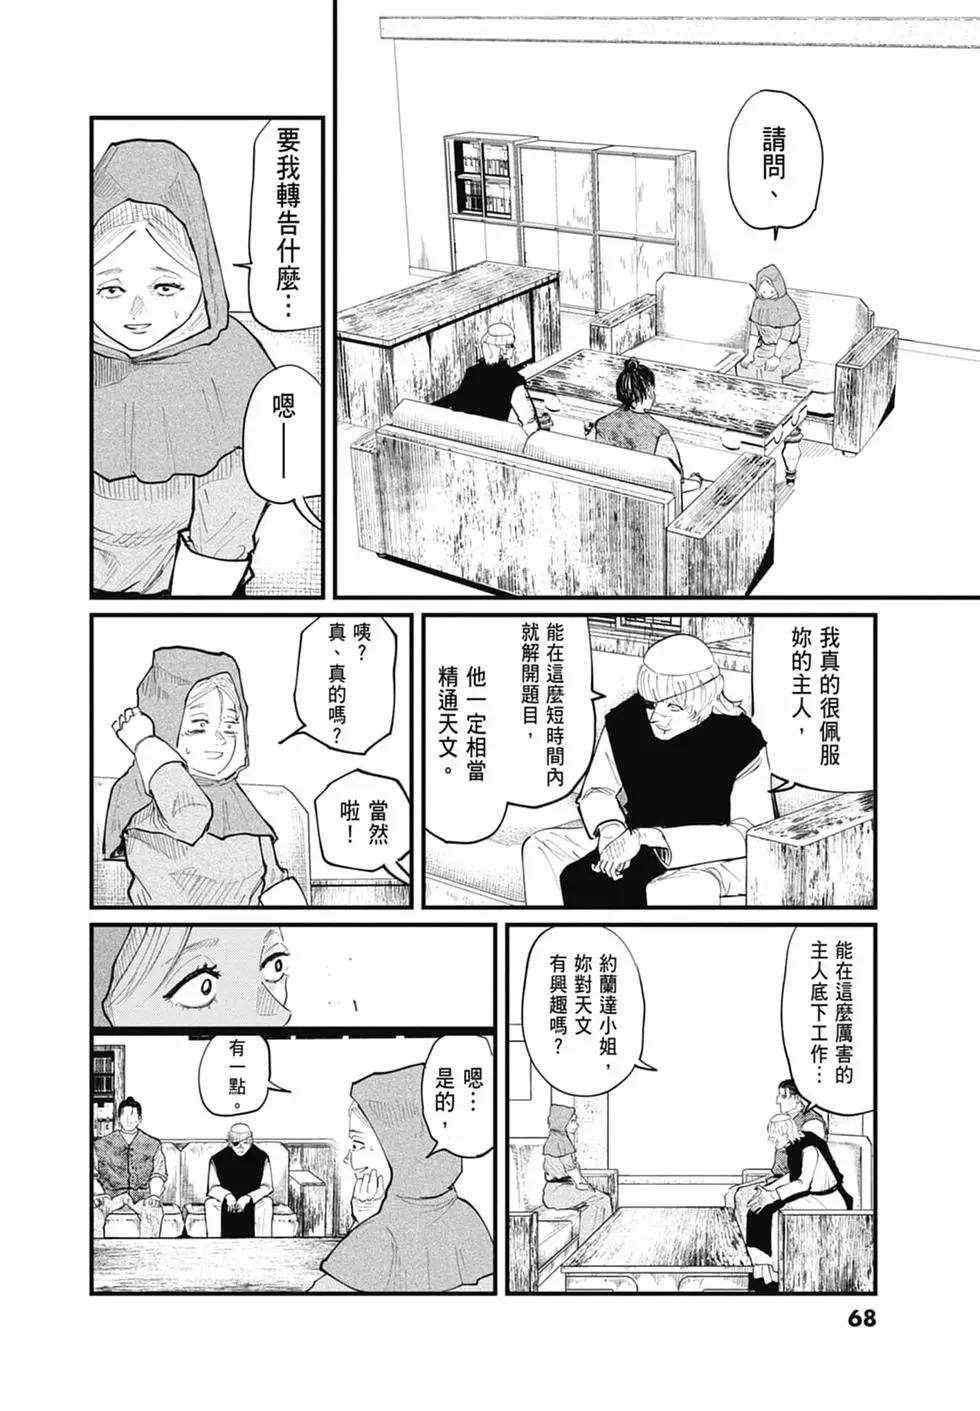 請問、
要我轉告什麼…
嗯——
我真的很佩服
妳的主人，
能在這麼短時間內
就解開題目，
他一定相當
精通天文。
咦？
真、真的嗎？
當然
啦！
能在這麼厲害的
主人底下工作…
約蘭達小姐，
妳對天文
有興趣嗎？
嗯…
是的，
有一點。
68